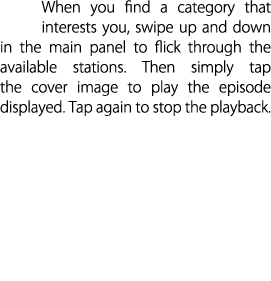 When you find a category that
interests you, swipe up and down
in the main panel to flick through the
available stations. Then simply tap
the cover image to play the episode
displayed. Tap again to stop the playback.